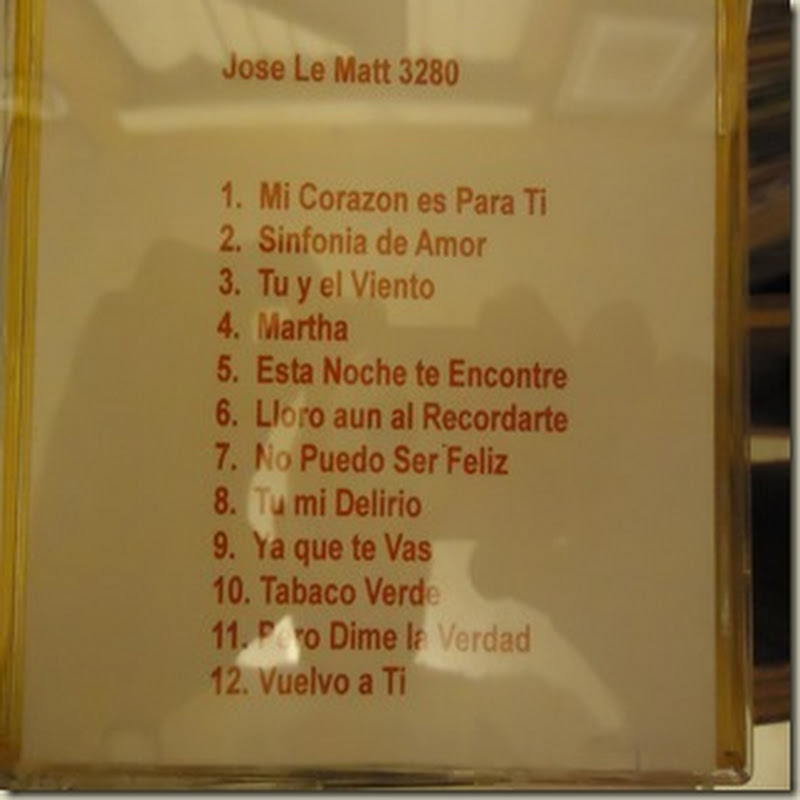 Jose Le Matt 3280
1. Mi Corazon es Para Ti
2. Sinfonia de Amor
3. Tu y el Viento
4. Martha
5. Esta Noche te Encontre
6. Lloro aun al Recordarte
7. No Puedo Ser Feliz
8. Tu mi Delirio
9. Ya que te Vas
10. Tabaco Verde
11. Pero Dime la Verdad
12. Vuelvo a Ti